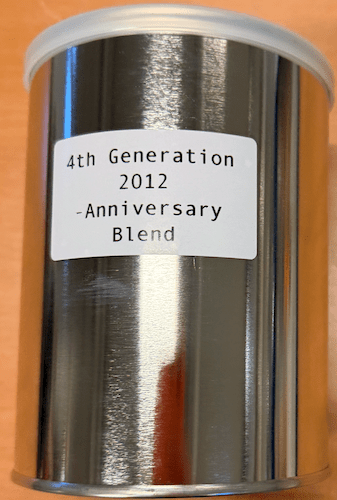 4th Generation
2012
-Anniversary
Blend